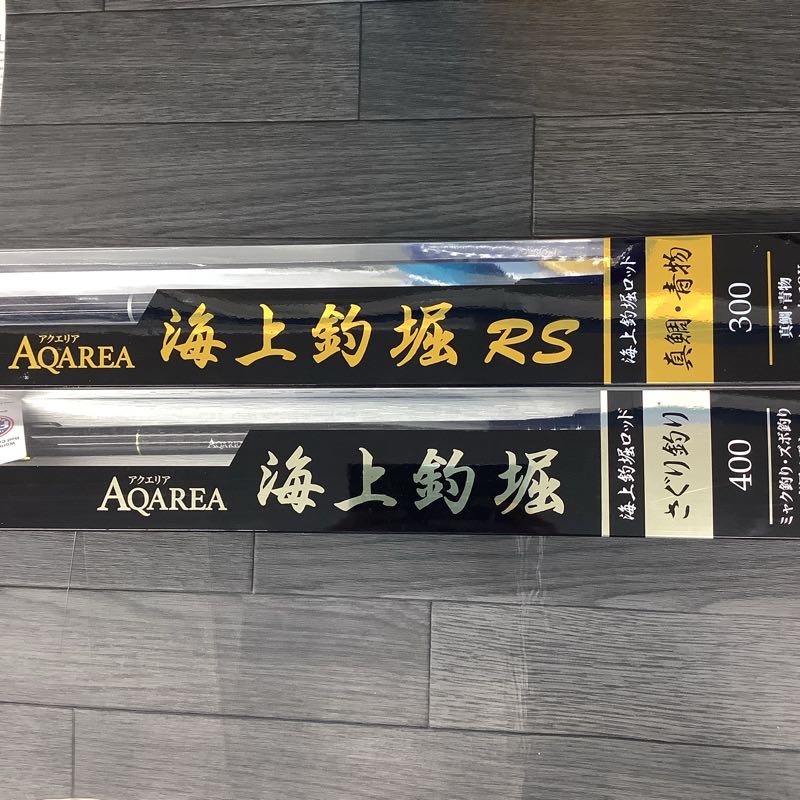 アクエリア
AQAREA
海上釣堀 RS
海上釣堀ロッド
真鯛・青物
300
真鯛・青物
アクエリア
AQAREA
海上釣堀
AQAREA
海上釣堀ロッド
さぐり釣り
400
ミャク釣り・ズボ釣り